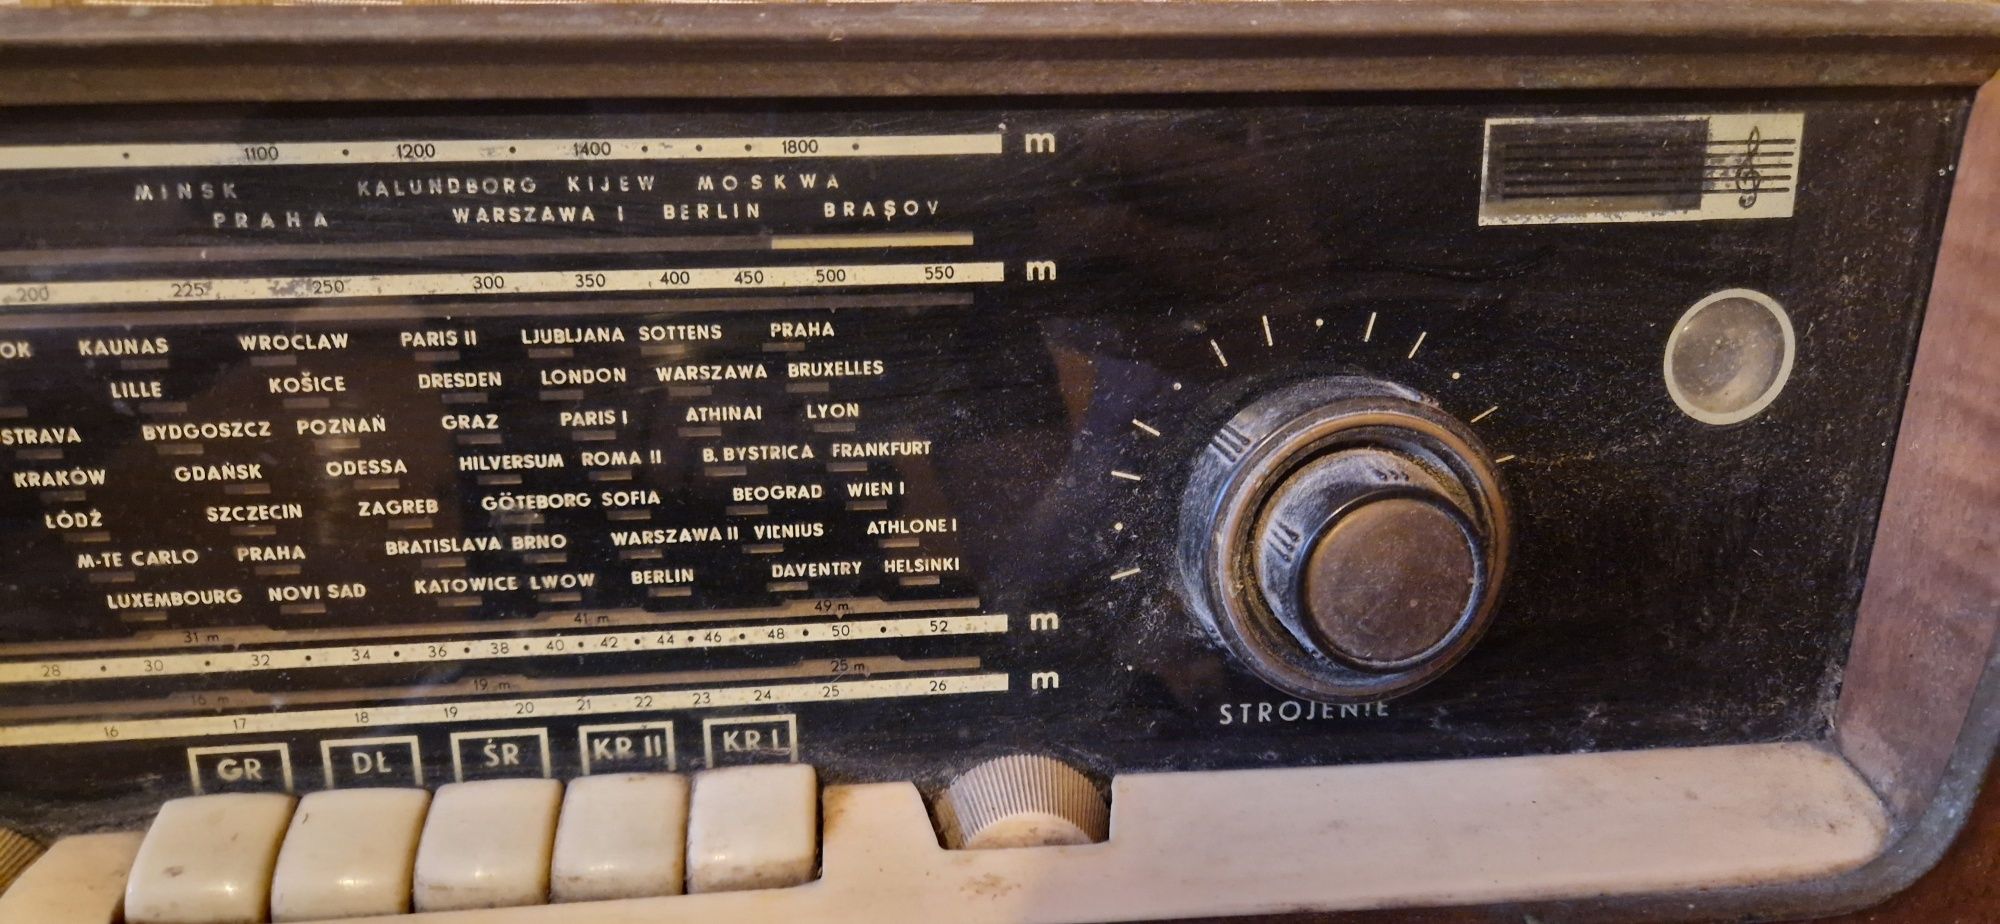 1100 1200 1400 1800 m
MINSK KALUNDBORG KIJEW MOSKWA
PRAHA WARSZAWA I BERLIN BRAŞOV
200 225 250 300 350 400 450 500 550 m
OK KAUNAS WROCLAW PARIS II LJUBLJANA SOTTENS PRAHA
LILLE KOŠICE DRESDEN LONDON WARSZAWA BRUXELLES
STRAVA BYDGOSZCZ POZNAŃ GRAZ PARIS I ATHINAI LYON
KRAKÓW GDAŃSK ODESSA HILVERSUM ROMA II B. BYSTRICA FRANKFURT
ŁÓDŹ SZCZECIN ZAGREB GÖTEBORG SOFIA BEOGRAD WIEN I
M-TE CARLO PRAHA BRATISLAVA BRNO WARSZAWA II VILNIUS ATHLONE I
LUXEMBOURG NOVI SAD KATOWICE LWOW BERLIN DAVENTRY HELSINKI
31 m 41 m 49 m
28 30 32 34 36 38 40 42 44 46 48 50 52 m
16 m 19 m 25 m
16 17 18 19 20 21 22 23 24 25 26 m
GR DŁ ŚR KR II KR I
STROJENIE